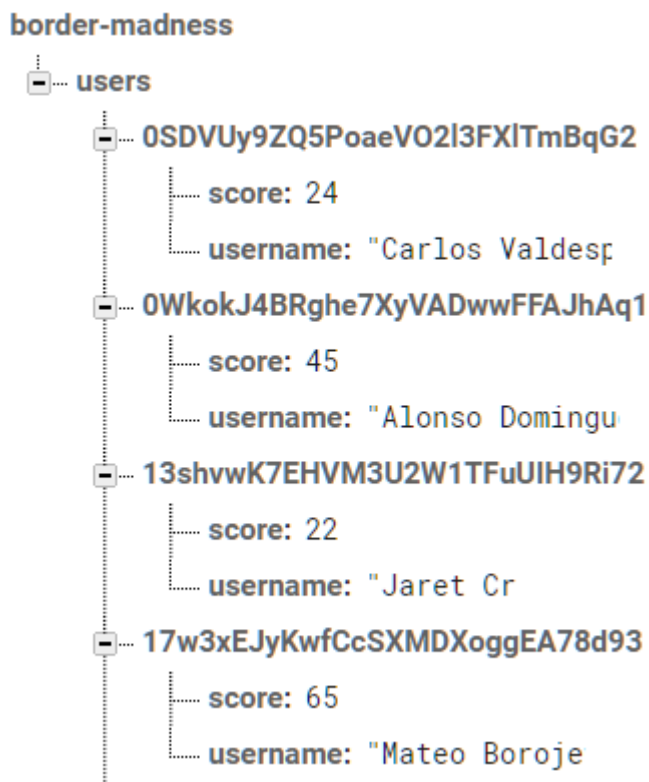 border-madness
users
0SDVUy9ZQ5PoaeVO2l3FXlTmBqG2
score: 24
username: "Carlos Valdesp
0WkokJ4BRghe7XyVADwwFFAJhAq1
score: 45
username: "Alonso Domingu
13shvwK7EHVM3U2W1TFuUIH9Ri72
score: 22
username: "Jaret Cr
17w3xEJyKwfCcSXMDXoggEA78d93
score: 65
username: "Mateo Boroje